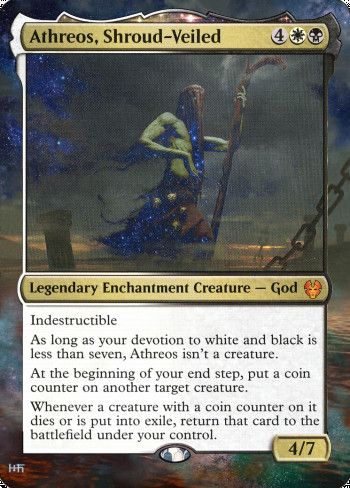 Athreos, Shroud-Veiled 4
Legendary Enchantment Creature — God
Indestructible
As long as your devotion to white and black is
less than seven, Athreos isn't a creature.
At the beginning of your end step, put a coin
counter on another target creature.
Whenever a creature with a coin counter on it
dies or is put into exile, return that card to the
battlefield under your control.
4/7